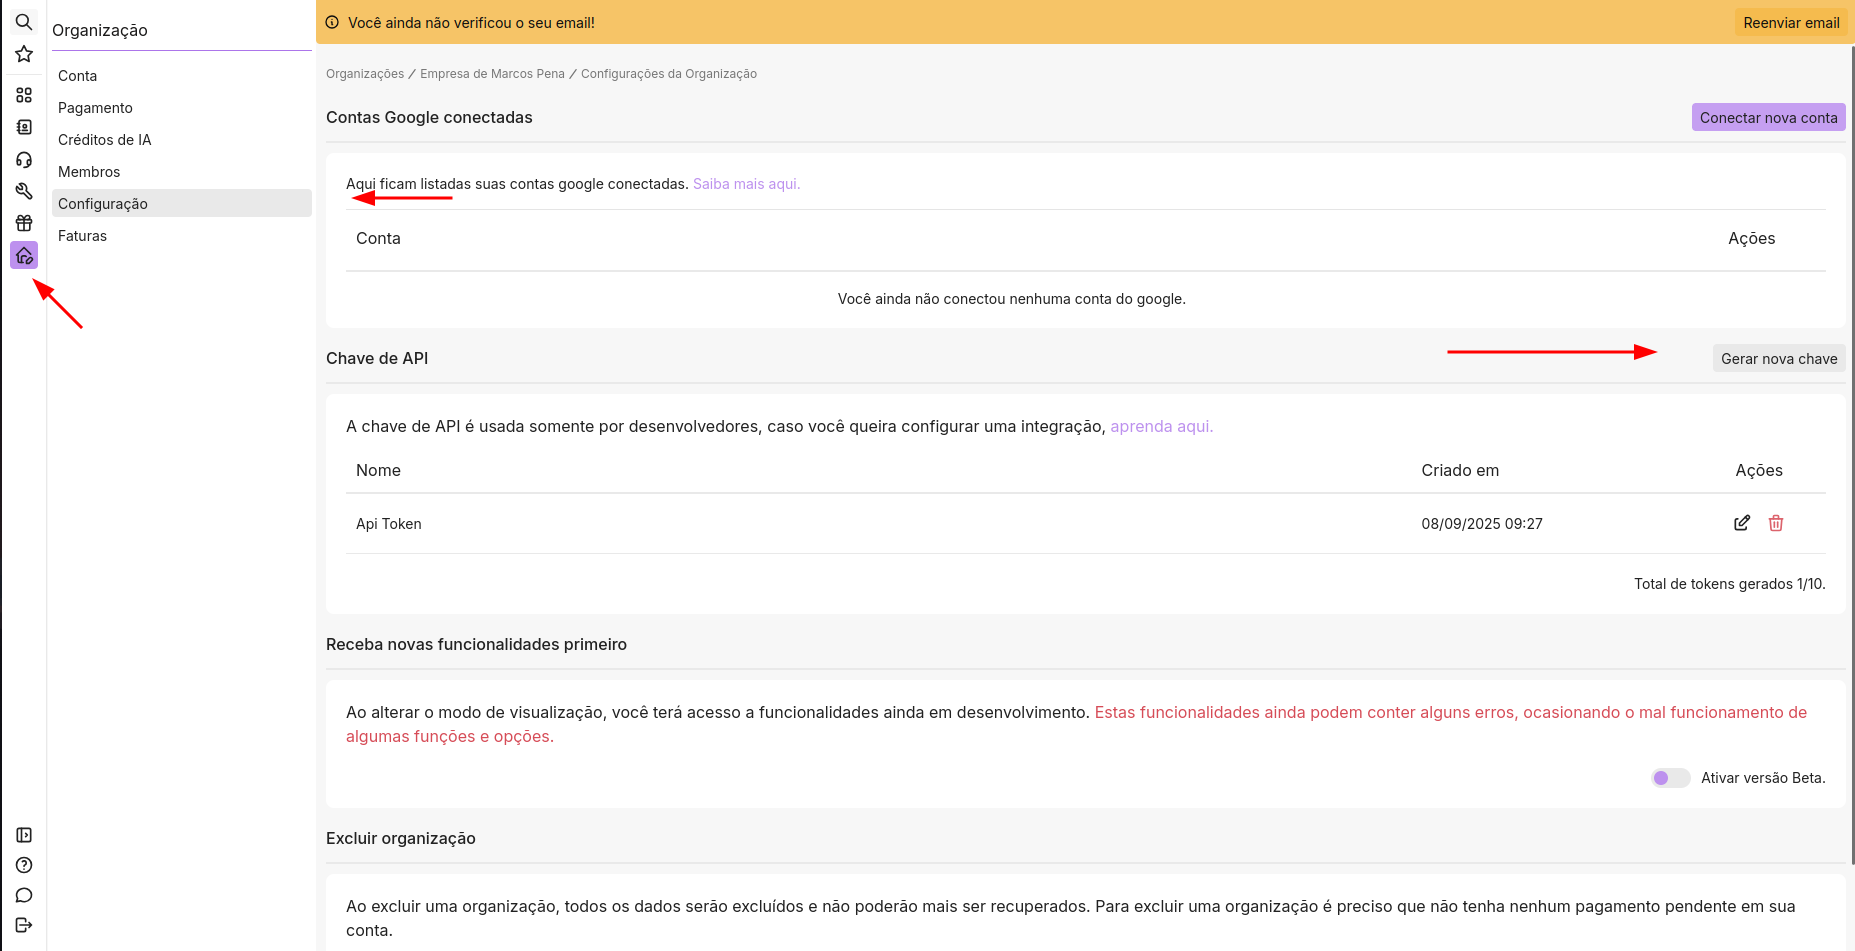 Organização
Conta
Pagamento
Créditos de IA
Membros
Configuração
Faturas
Você ainda não verificou o seu email!
Reenviar email
Organizações / Empresa de Marcos Pena / Configurações da Organização
Contas Google conectadas
Conectar nova conta
Aqui ficam listadas suas contas google conectadas. Saiba mais aqui.
Conta Ações
Você ainda não conectou nenhuma conta do google.
Chave de API
Gerar nova chave
A chave de API é usada somente por desenvolvedores, caso você queira configurar uma integração, aprenda aqui.
Nome Criado em Ações
Api Token 08/09/2025 09:27
Total de tokens gerados 1/10.
Receba novas funcionalidades primeiro
Ao alterar o modo de visualização, você terá acesso a funcionalidades ainda em desenvolvimento. Estas funcionalidades ainda podem conter alguns erros, ocasionando o mal funcionamento de
algumas funções e opções.
Ativar versão Beta.
Excluir organização
Ao excluir uma organização, todos os dados serão excluídos e não poderão mais ser recuperados. Para excluir uma organização é preciso que não tenha nenhum pagamento pendente em sua
conta.